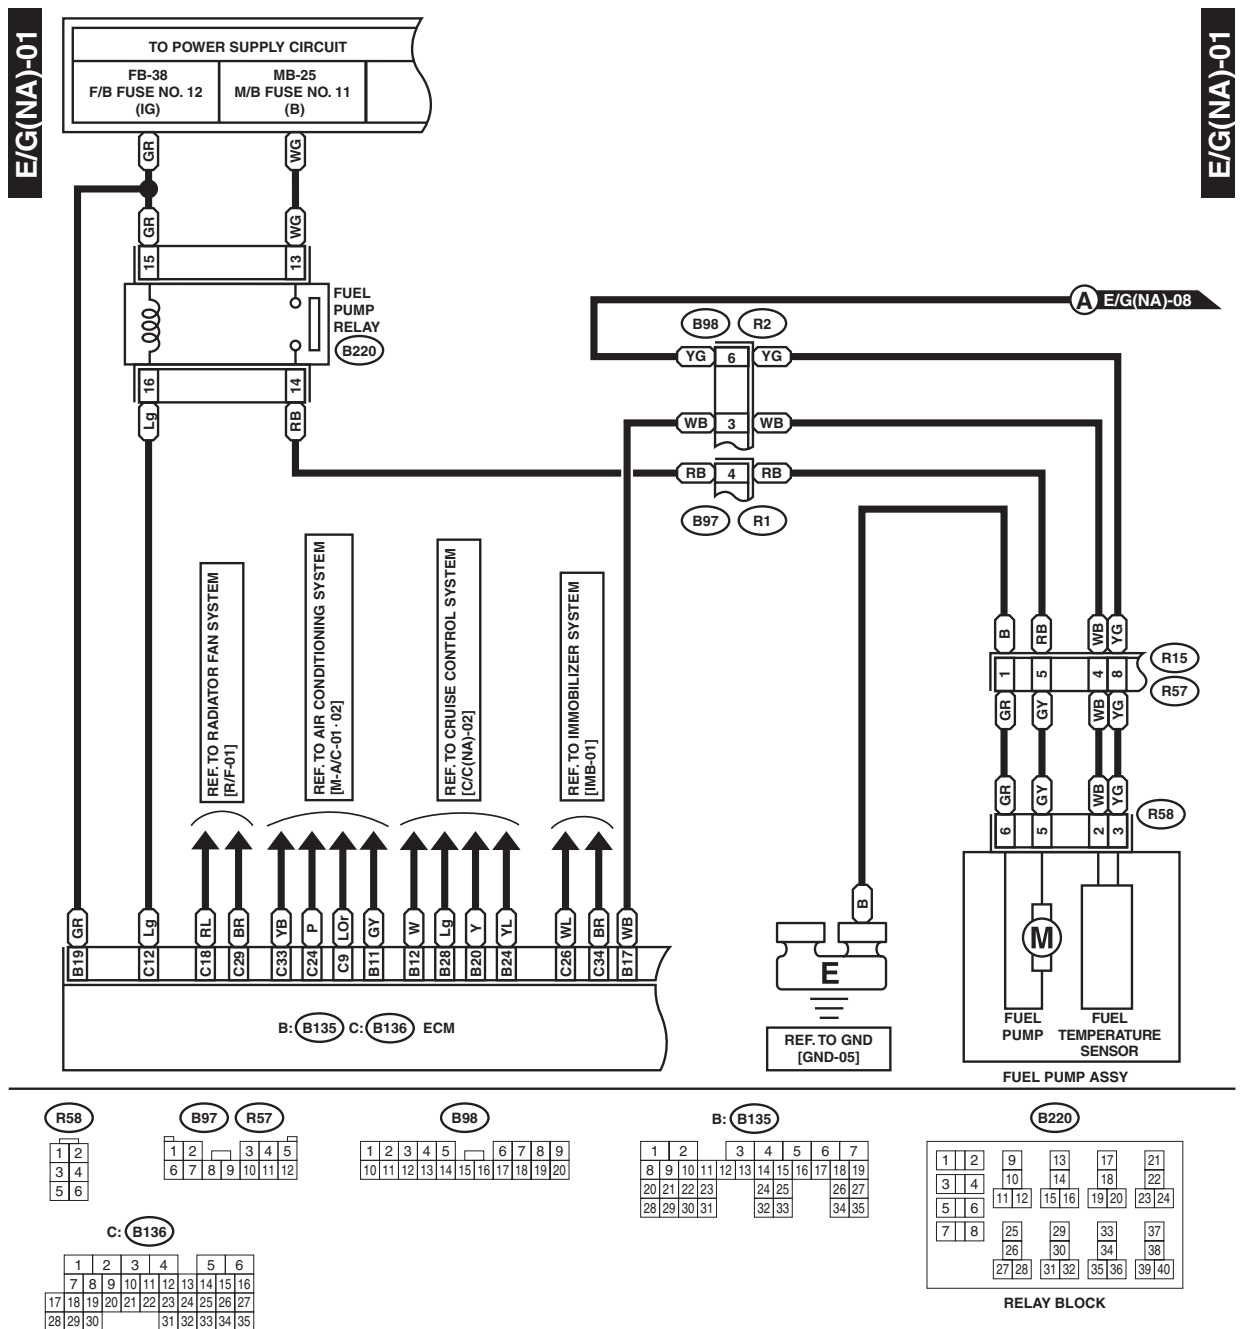 E/G(NA)-01
E/G(NA)-01
TO POWER SUPPLY CIRCUIT
FB-38
F/B FUSE NO. 12
(IG)
MB-25
M/B FUSE NO. 11
(B)
GR
WG
GR
WG
15
13
FUEL
PUMP
RELAY
B220
16
14
Lg
RB
A E/G(NA)-08
B98 R2
YG 6 YG
WB 3 WB
RB 4 RB
B97 R1
REF. TO RADIATOR FAN SYSTEM
[R/F-01]
REF. TO AIR CONDITIONING SYSTEM
[M-A/C-01·02]
REF. TO CRUISE CONTROL SYSTEM
[C/C(NA)-02]
REF. TO IMMOBILIZER SYSTEM
[IMB-01]
B RB WB YG
1 5 4 8
R15
R57
GR GY WB YG
GR GY WB YG
6 5 2 3
R58
M
FUEL
PUMP
FUEL
TEMPERATURE
SENSOR
FUEL PUMP ASSY
B
E
REF. TO GND
[GND-05]
GR Lg RL BR YB P LOr GY W Lg Y YL WL BR WB
B19 C12 C18 C29 C33 C24 C9 B11 B12 B28 B20 B24 C26 C34 B17
B: B135 C: B136 ECM
R58
1 2
3 4
5 6
B97 R57
1 2 3 4 5
6 7 8 9 10 11 12
B98
1 2 3 4 5 6 7 8 9
10 11 12 13 14 15 16 17 18 19 20
B: B135
1 2 3 4 5 6 7
8 9 10 11 12 13 14 15 16 17 18 19
20 21 22 23 24 25 26 27
28 29 30 31 32 33 34 35
B220
1 2 9 13 17 21
3 4 10 14 18 22
11 12 15 16 19 20 23 24
5 6
7 8 25 29 33 37
26 30 34 38
27 28 31 32 35 36 39 40
RELAY BLOCK
C: B136
1 2 3 4 5 6
7 8 9 10 11 12 13 14 15 16
17 18 19 20 21 22 23 24 25 26 27
28 29 30 31 32 33 34 35